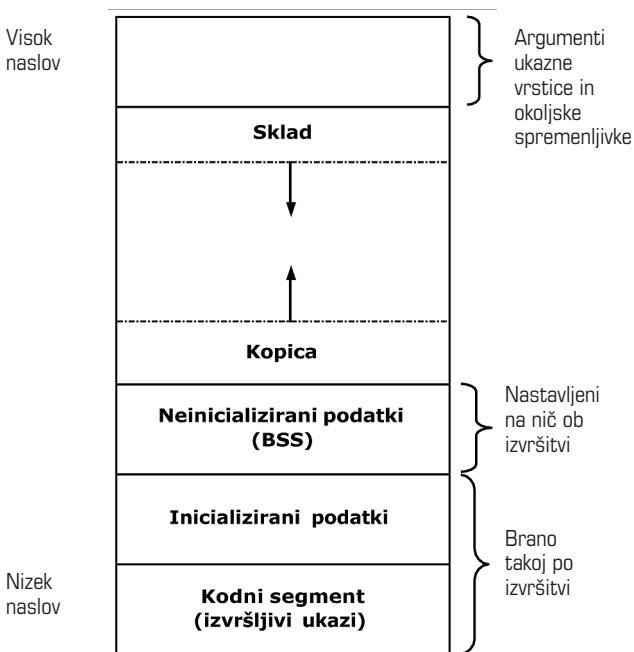 Visok
naslov
Argumenti
ukazne
vrstice in
okoljske
spremenljivke
Sklad
Kopica
Neinicializirani podatki
(BSS)
Nastavljeni
na nič ob
izvršitvi
Inicializirani podatki
Brano
takoj po
izvršitvi
Nizek
naslov
Kodni segment
(izvršljivi ukazi)